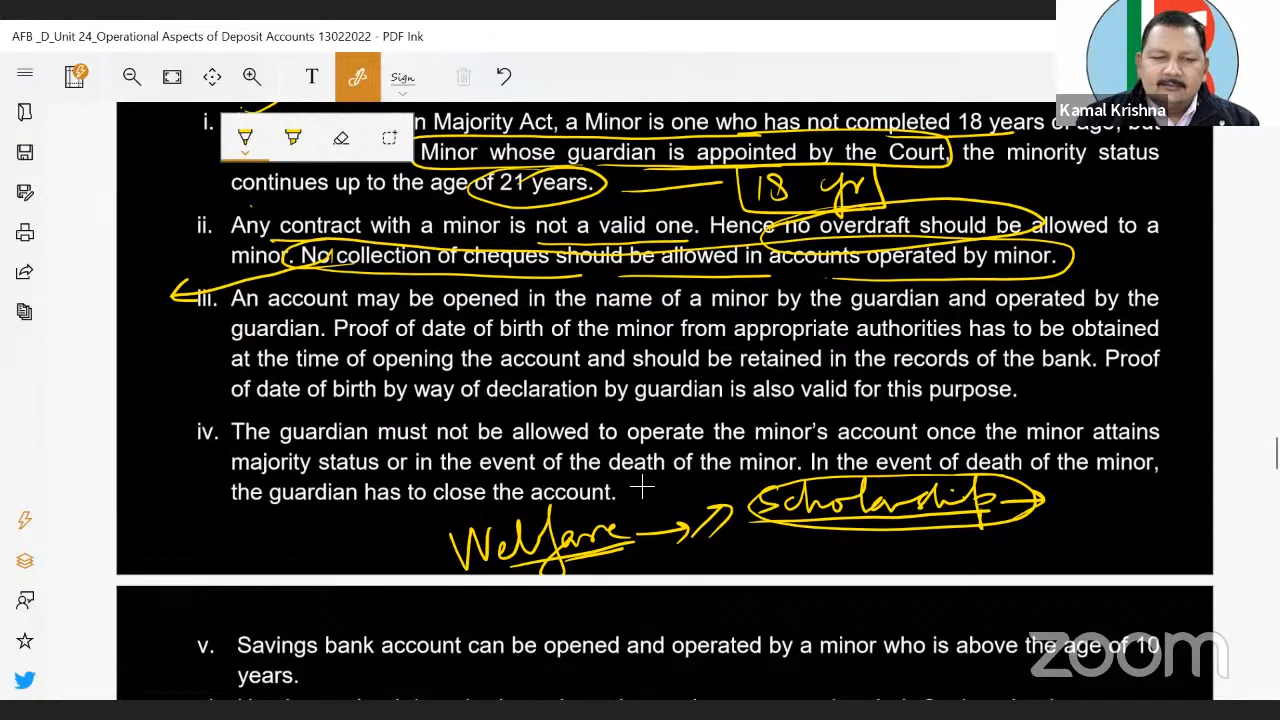 AFB _D_Unit 24_Operational Aspects of Deposit Accounts 13022022 - PDF Ink
T
Sign
Kamal Krishna
i. n Majority Act, a Minor is one who has not completed 18 years of age, but
Minor whose guardian is appointed by the Court, the minority status
continues up to the age of 21 years. 18 yr
ii. Any contract with a minor is not a valid one. Hence no overdraft should be allowed to a
minor. No collection of cheques should be allowed in accounts operated by minor.
iii. An account may be opened in the name of a minor by the guardian and operated by the
guardian. Proof of date of birth of the minor from appropriate authorities has to be obtained
at the time of opening the account and should be retained in the records of the bank. Proof
of date of birth by way of declaration by guardian is also valid for this purpose.
iv. The guardian must not be allowed to operate the minor's account once the minor attains
majority status or in the event of the death of the minor. In the event of death of the minor,
the guardian has to close the account.
Welfare Scholarship
v. Savings bank account can be opened and operated by a minor who is above the age of 10
years.
zoom